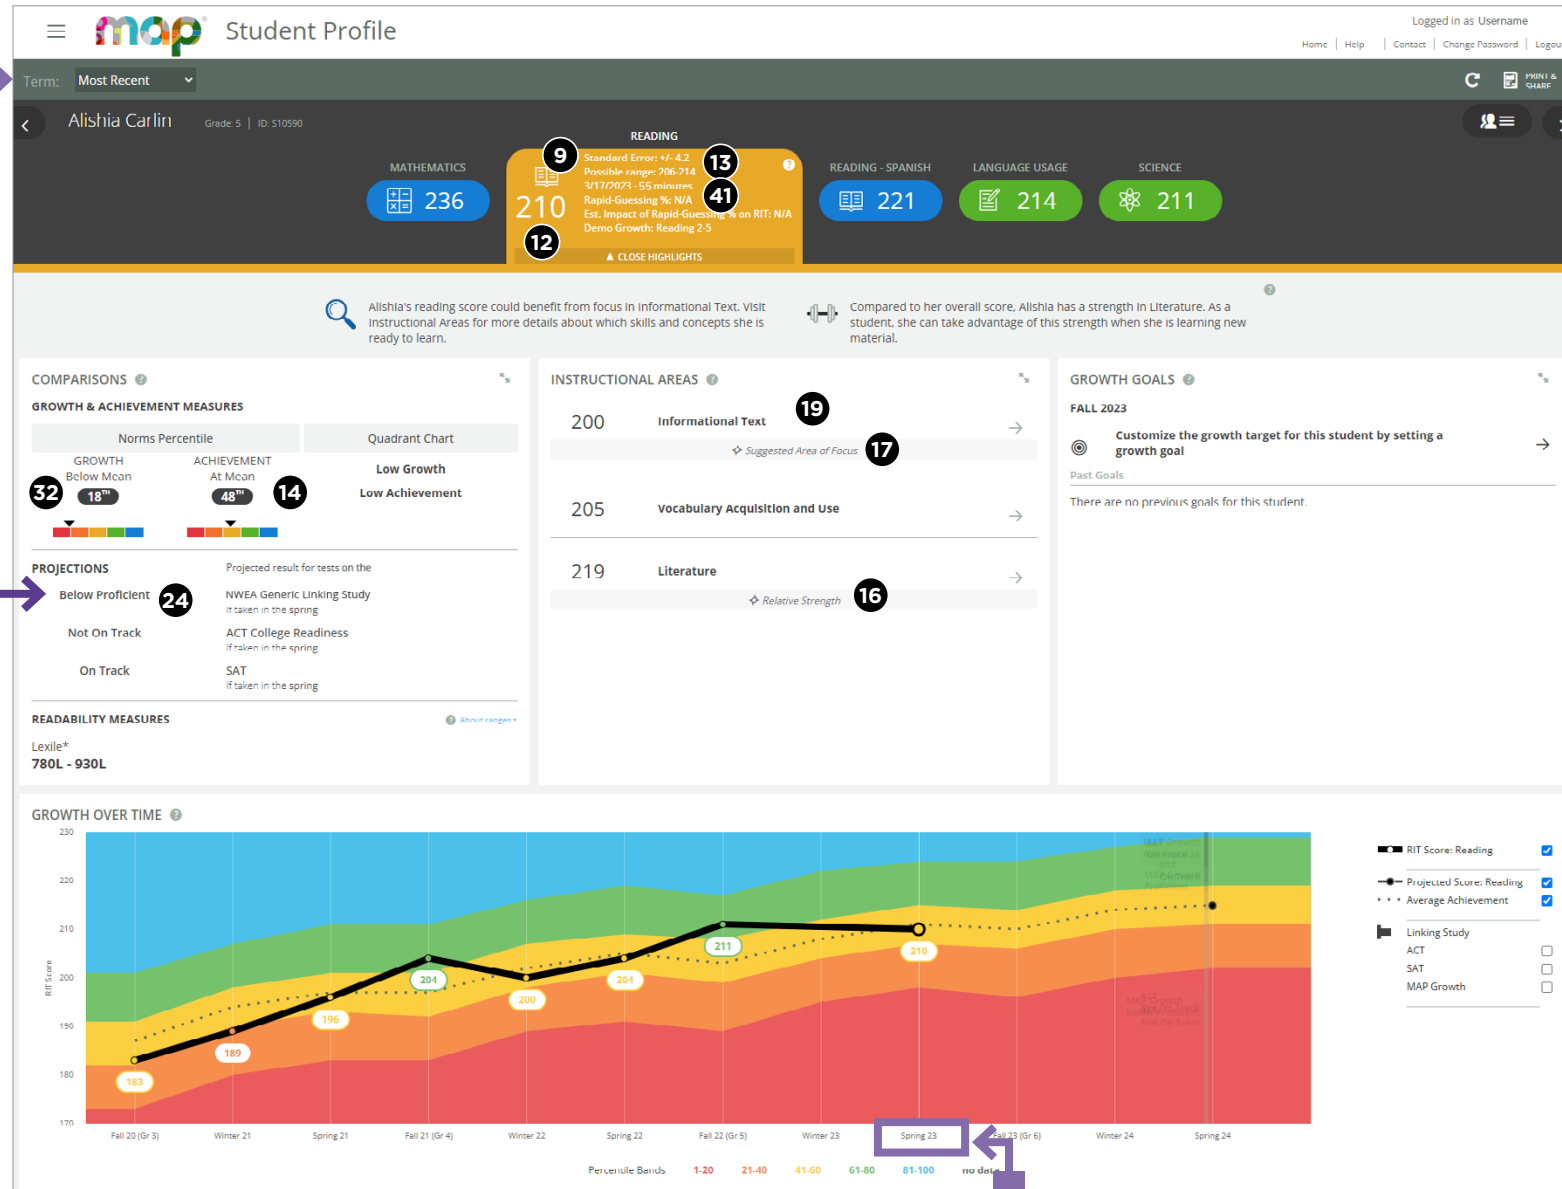 map Student Profile
Logged in as Username
Home | Help | Contact | Change Password | Logout
Term: Most Recent
PRINT &
SHARE
Alishia Carlin Grade: 5 | ID: S10590
READING
MATHEMATICS
236
9
210
12
Standard Error: +/- 4.2
Possible range: 206-214
3/17/2023 - 55 minutes
Rapid-Guessing %: N/A
Est. Impact of Rapid-Guessing % on RIT: N/A
Demo Growth: Reading 2-5
13
41
CLOSE HIGHLIGHTS
READING - SPANISH
221
LANGUAGE USAGE
214
SCIENCE
211
Alishia's reading score could benefit from focus in Informational Text. Visit
Instructional Areas for more details about which skills and concepts she is
ready to learn.
Compared to her overall score, Alishia has a strength in Literature. As a
student, she can take advantage of this strength when she is learning new
material.
COMPARISONS
GROWTH & ACHIEVEMENT MEASURES
Norms Percentile Quadrant Chart
GROWTH ACHIEVEMENT
Below Mean At Mean
32 18TH 48TH 14
Low Growth
Low Achievement
PROJECTIONS Projected result for tests on the
Below Proficient 24 NWEA Generic Linking Study
If taken in the spring
Not On Track ACT College Readiness
If taken in the spring
On Track SAT
If taken in the spring
READABILITY MEASURES About ranges
Lexile*
780L - 930L
INSTRUCTIONAL AREAS
200 Informational Text 19
Suggested Area of Focus 17
205 Vocabulary Acquisition and Use
219 Literature
Relative Strength 16
GROWTH GOALS
FALL 2023
Customize the growth target for this student by setting a
growth goal
Past Goals
There are no previous goals for this student.
GROWTH OVER TIME
RIT Score
230
220
210
200
190
180
170
183
189
196
204
200
204
211
210
MAP Growth
On Track
SAT
MAP Growth
Proficient
ACT
Not On Track
Fall 20 (Gr 3) Winter 21 Spring 21 Fall 21 (Gr 4) Winter 22 Spring 22 Fall 22 (Gr 5) Winter 23 Spring 23 Fall 23 (Gr 6) Winter 24 Spring 24
Percentile Bands 1-20 21-40 41-60 61-80 81-100 no data
RIT Score: Reading
Projected Score: Reading
Average Achievement
Linking Study
ACT
SAT
MAP Growth